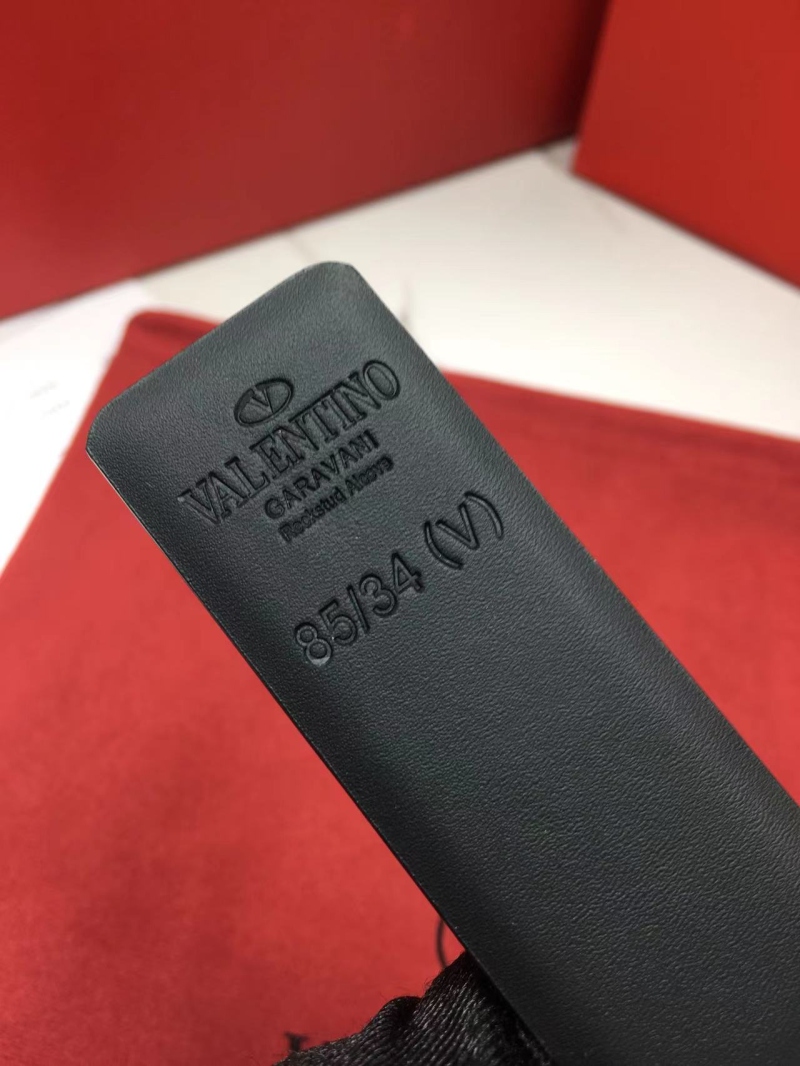 V
VALENTINO
GARAVANI
Rockstud Alcove
85/34 (V)